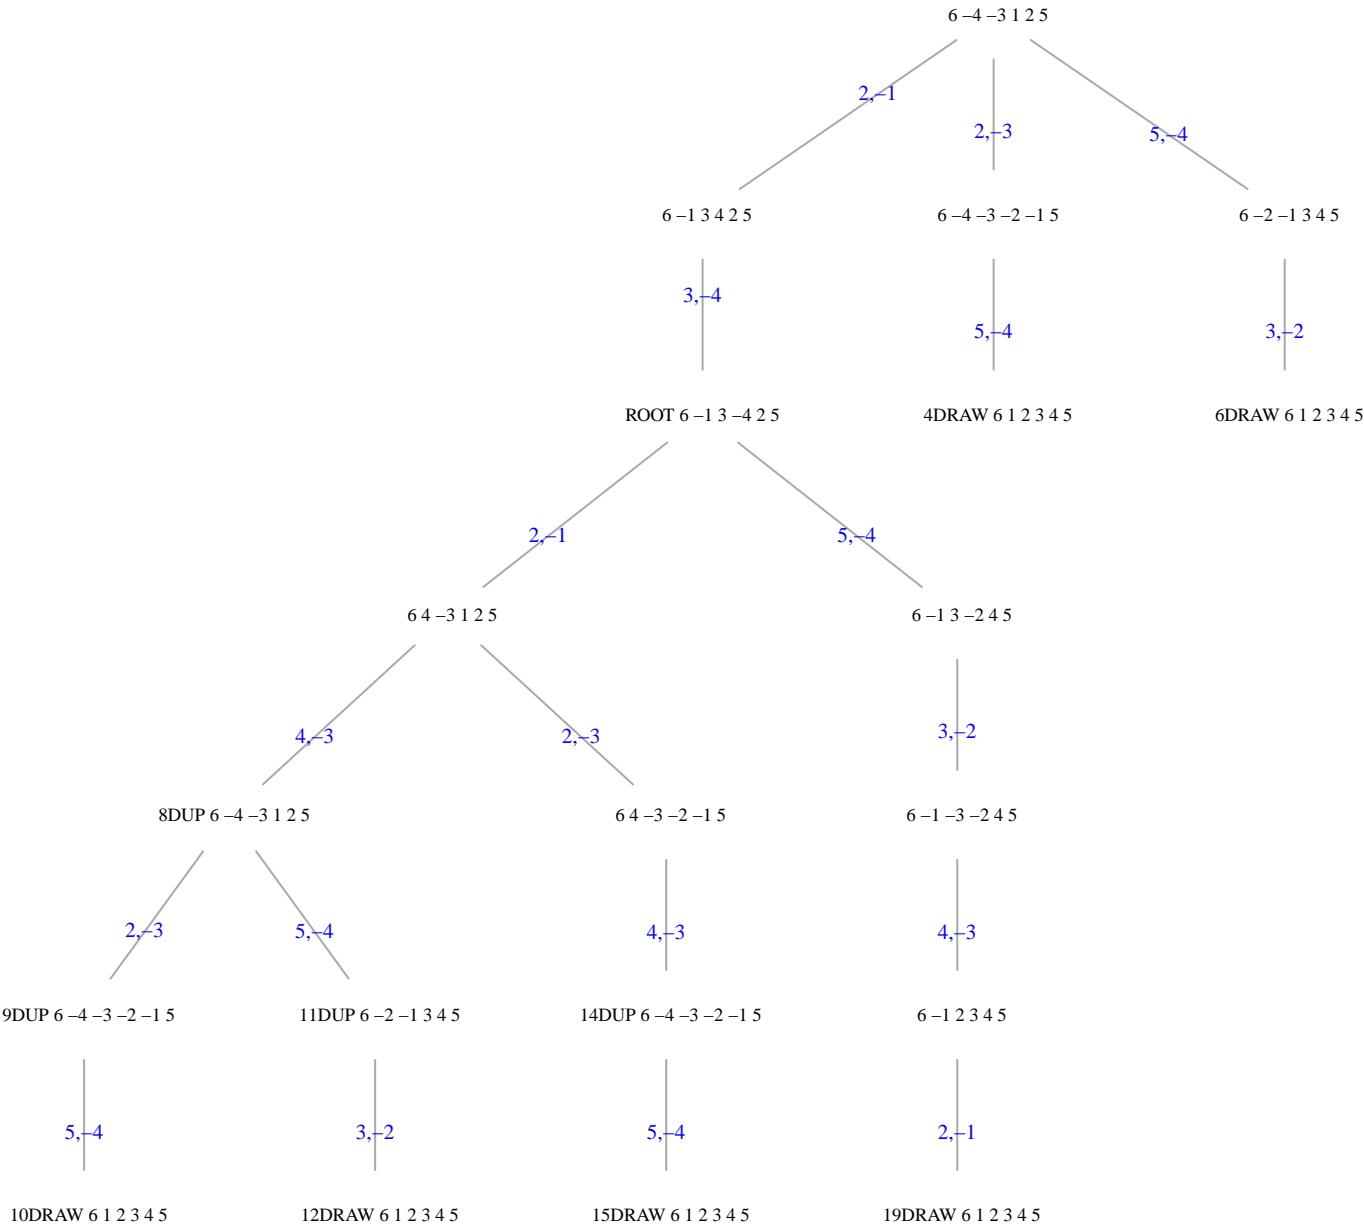 6 –4 –3 1 2 5
2,–1
2,–3
5,–4
6 –1 3 4 2 5
6 –4 –3 –2 –1 5
6 –2 –1 3 4 5
3,–4
5,–4
3,–2
ROOT 6 –1 3 –4 2 5
4DRAW 6 1 2 3 4 5
6DRAW 6 1 2 3 4 5
2,–1
5,–4
6 4 –3 1 2 5
6 –1 3 –2 4 5
4,–3
2,–3
3,–2
8DUP 6 –4 –3 1 2 5
6 4 –3 –2 –1 5
6 –1 –3 –2 4 5
2,–3
5,–4
4,–3
4,–3
9DUP 6 –4 –3 –2 –1 5
11DUP 6 –2 –1 3 4 5
14DUP 6 –4 –3 –2 –1 5
6 –1 2 3 4 5
5,–4
3,–2
5,–4
2,–1
10DRAW 6 1 2 3 4 5
12DRAW 6 1 2 3 4 5
15DRAW 6 1 2 3 4 5
19DRAW 6 1 2 3 4 5